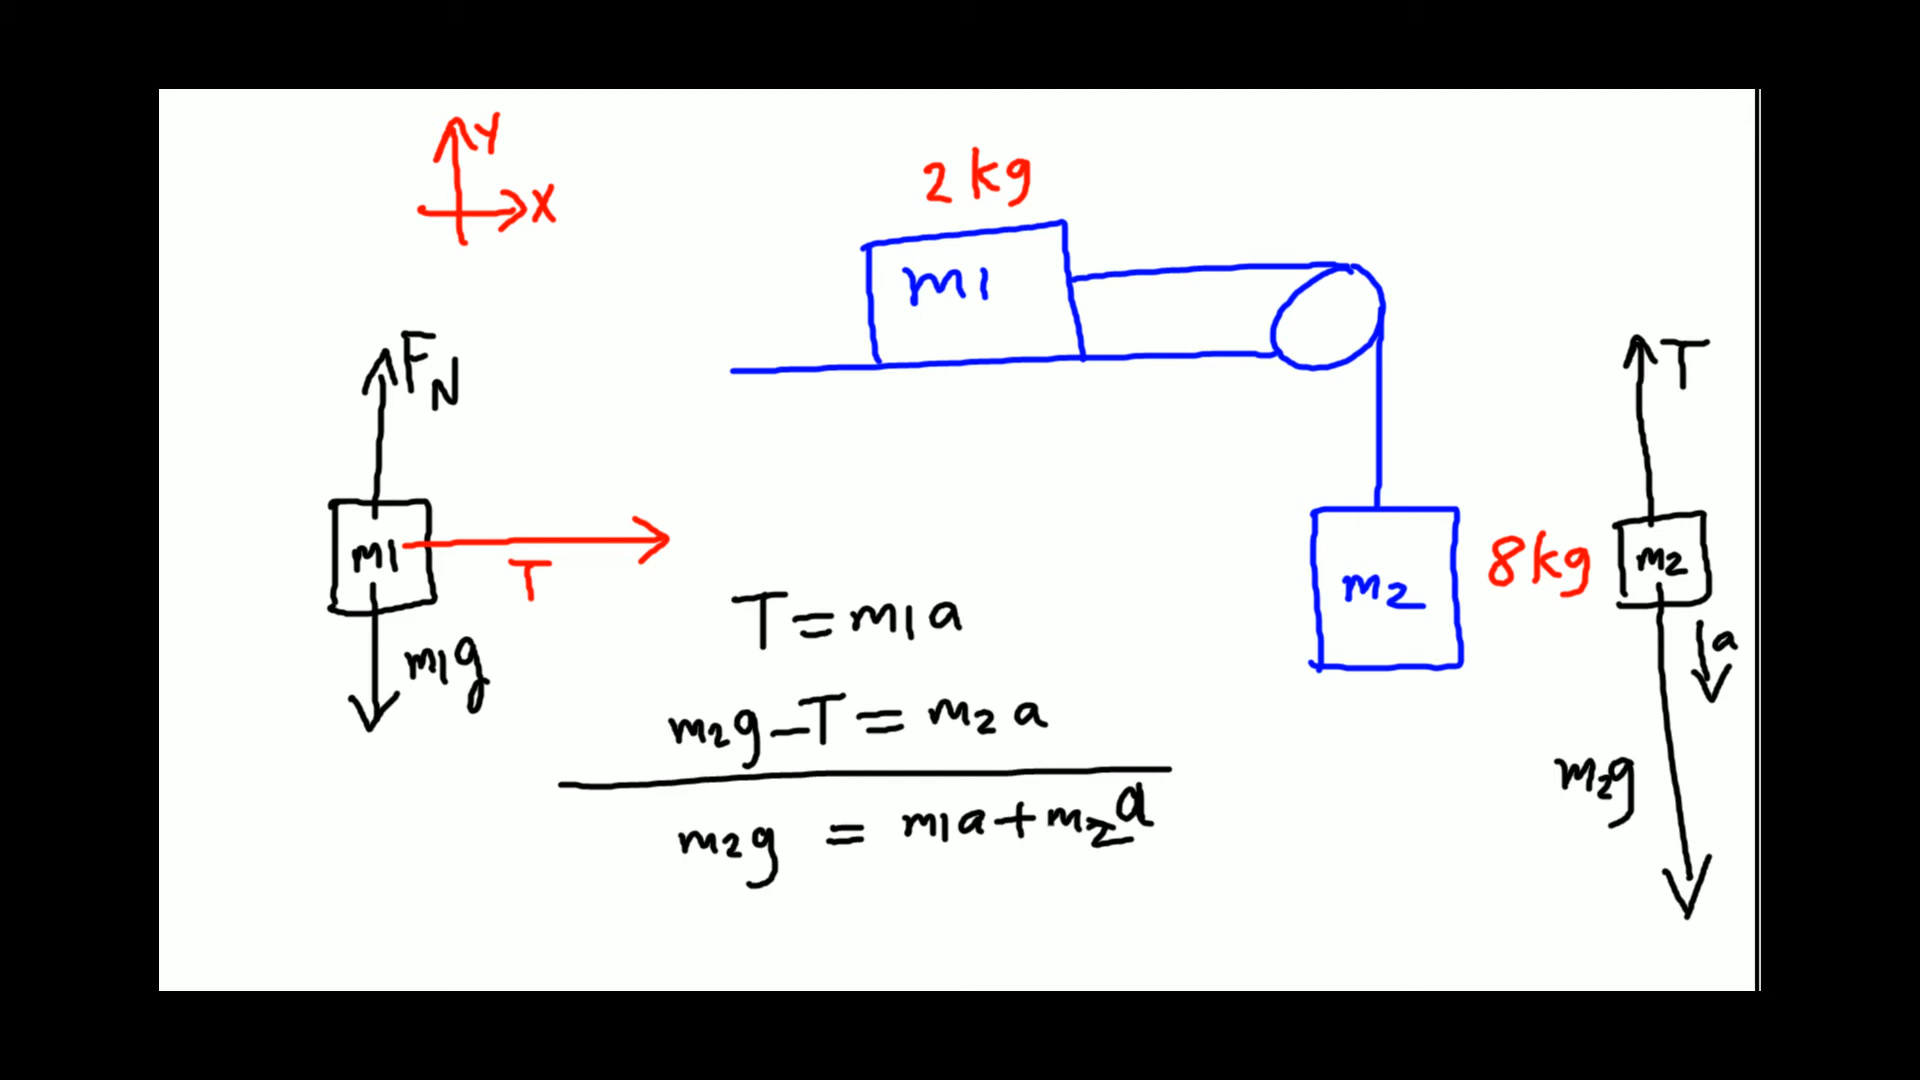 Y
X
2 kg
m1
FN
T
m1
T
m1g
m2
8kg
m2
a
m2g
T = m1a
m2g - T = m2a
m2g = m1a + m2a